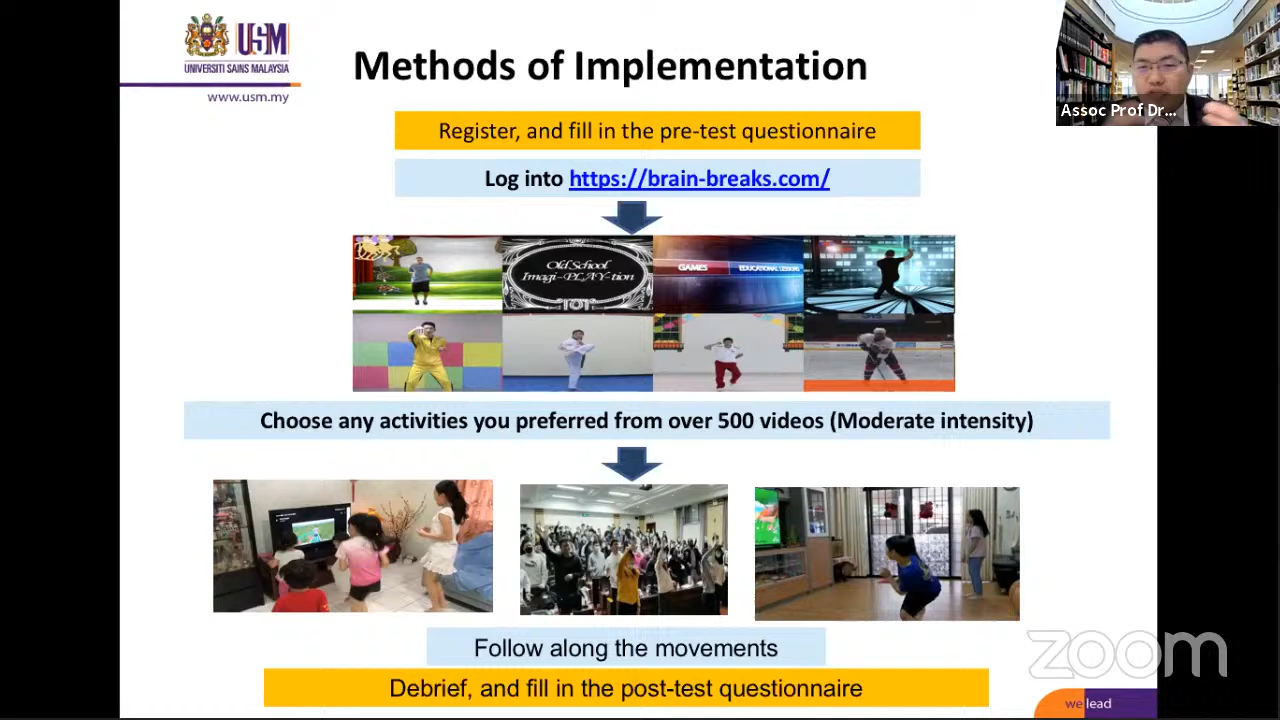 USM
UNIVERSITI SAINS MALAYSIA
www.usm.my
Methods of Implementation
Assoc Prof Dr...
Register, and fill in the pre-test questionnaire
Log into https://brain-breaks.com/
Old School
Imagi-PLAY-tion
GAMES
EDUCATIONAL LESSONS
Choose any activities you preferred from over 500 videos (Moderate intensity)
Follow along the movements
zoom
Debrief, and fill in the post-test questionnaire
we lead